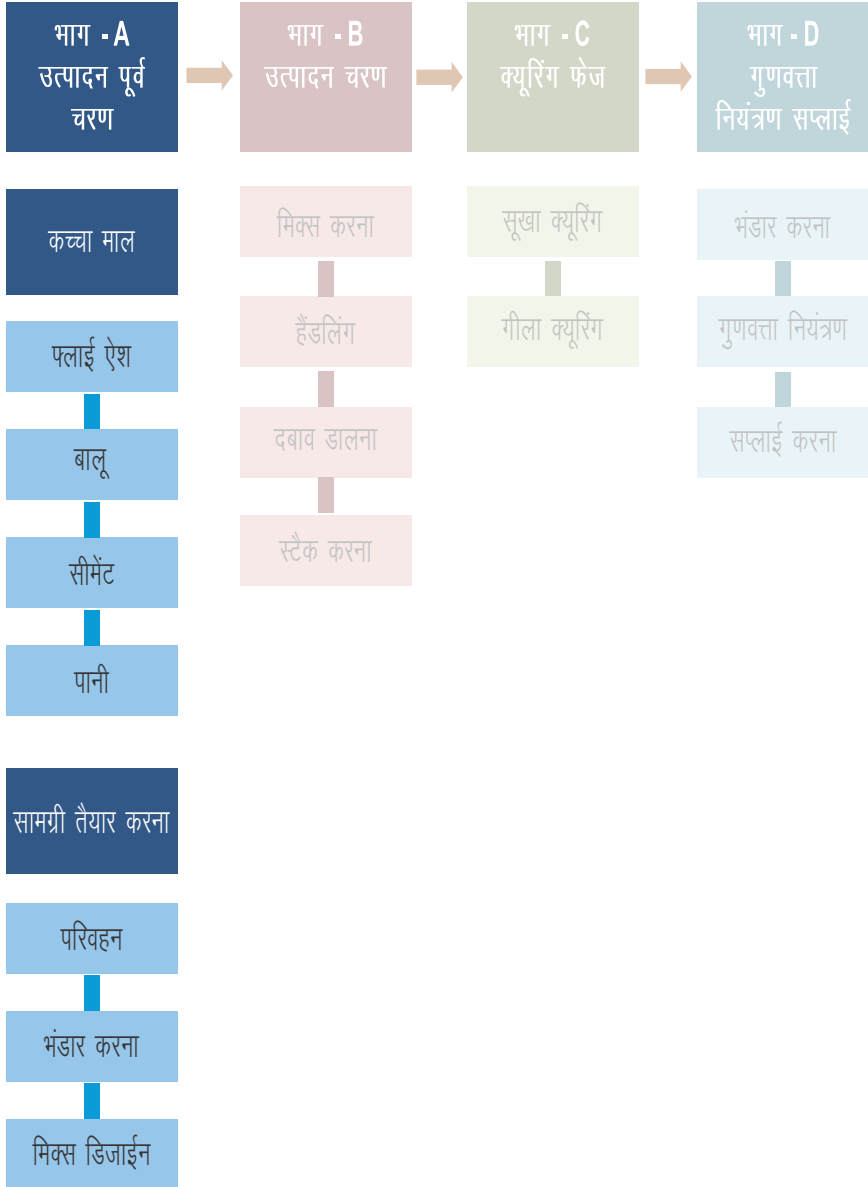 भाग - A
उत्पादन पूर्व
चरण
कच्चा माल
फ्लाई ऐश
बालू
सीमेंट
पानी
सामग्री तैयार करना
परिवहन
भंडार करना
मिक्स डिजाईन
भाग - B
उत्पादन चरण
मिक्स करना
हैंडलिंग
दबाव डालना
स्टैक करना
भाग - C
क्यूरिंग फेज
सूखा क्यूरिंग
गीला क्यूरिंग
भाग - D
गुणवत्ता
नियंत्रण सप्लाई
भंडार करना
गुणवत्ता नियंत्रण
सप्लाई करना